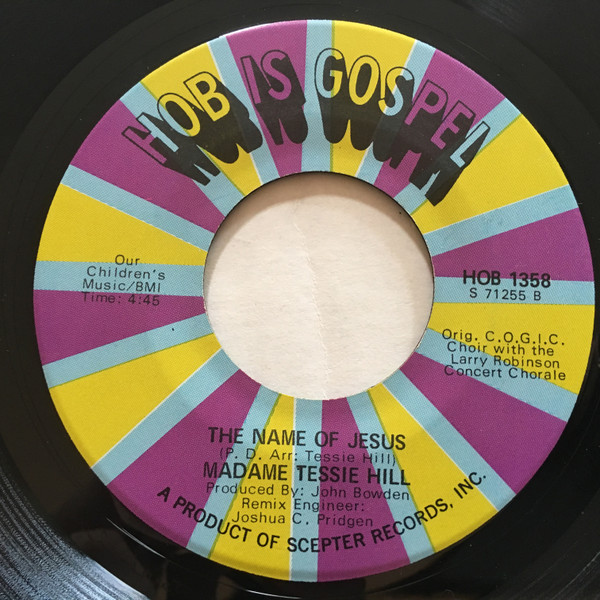 HOB IS GOSPEL
Our
Children's
Music/BMI
Time: 4:45
HOB 1358
S 71255 B
Orig. C.O.G.I.C.
Choir with the
Larry Robinson
Concert Chorale
THE NAME OF JESUS
(P. D. Arr: Tessie Hill)
MADAME TESSIE HILL
Produced By: John Bowden
Remix Engineer:
Joshua C. Pridgen
A PRODUCT OF SCEPTER RECORDS, INC.